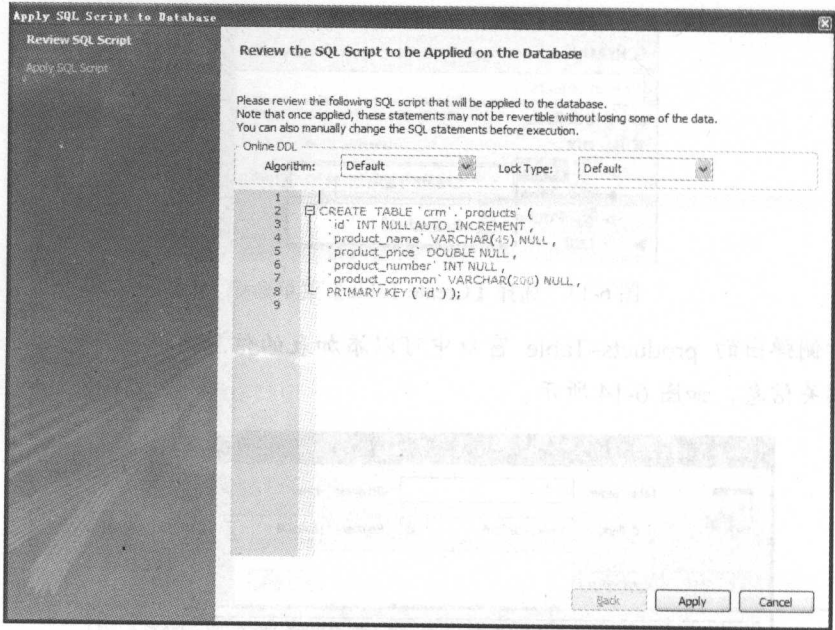 Apply SQL Script to Database
Review SQL Script
Apply SQL Script
Review the SQL Script to be Applied on the Database
Please review the following SQL script that will be applied to the database.
Note that once applied, these statements may not be revertible without losing some of the data.
You can also manually change the SQL statements before execution.
Online DDL
Algorithm: Default Lock Type: Default
1
2 CREATE TABLE `crm`.`products` (
3 `id` INT NULL AUTO_INCREMENT ,
4 `product_name` VARCHAR(45) NULL ,
5 `product_price` DOUBLE NULL ,
6 `product_number` INT NULL ,
7 `product_common` VARCHAR(200) NULL ,
8 PRIMARY KEY (`id`) );
9
Back Apply Cancel